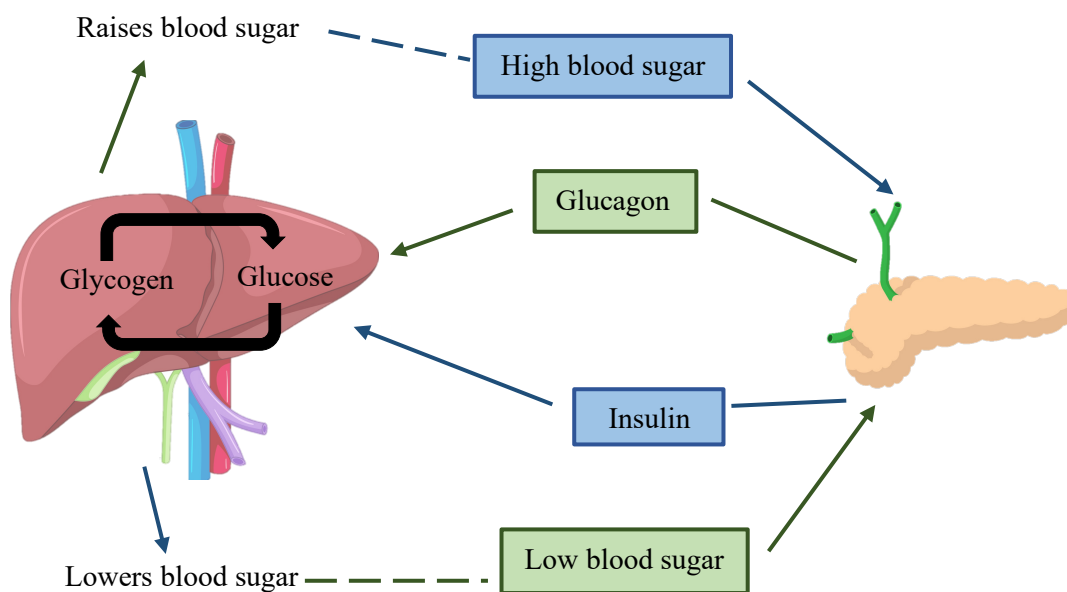 Raises blood sugar
High blood sugar
Glucagon
Glycogen
Glucose
Insulin
Low blood sugar
Lowers blood sugar